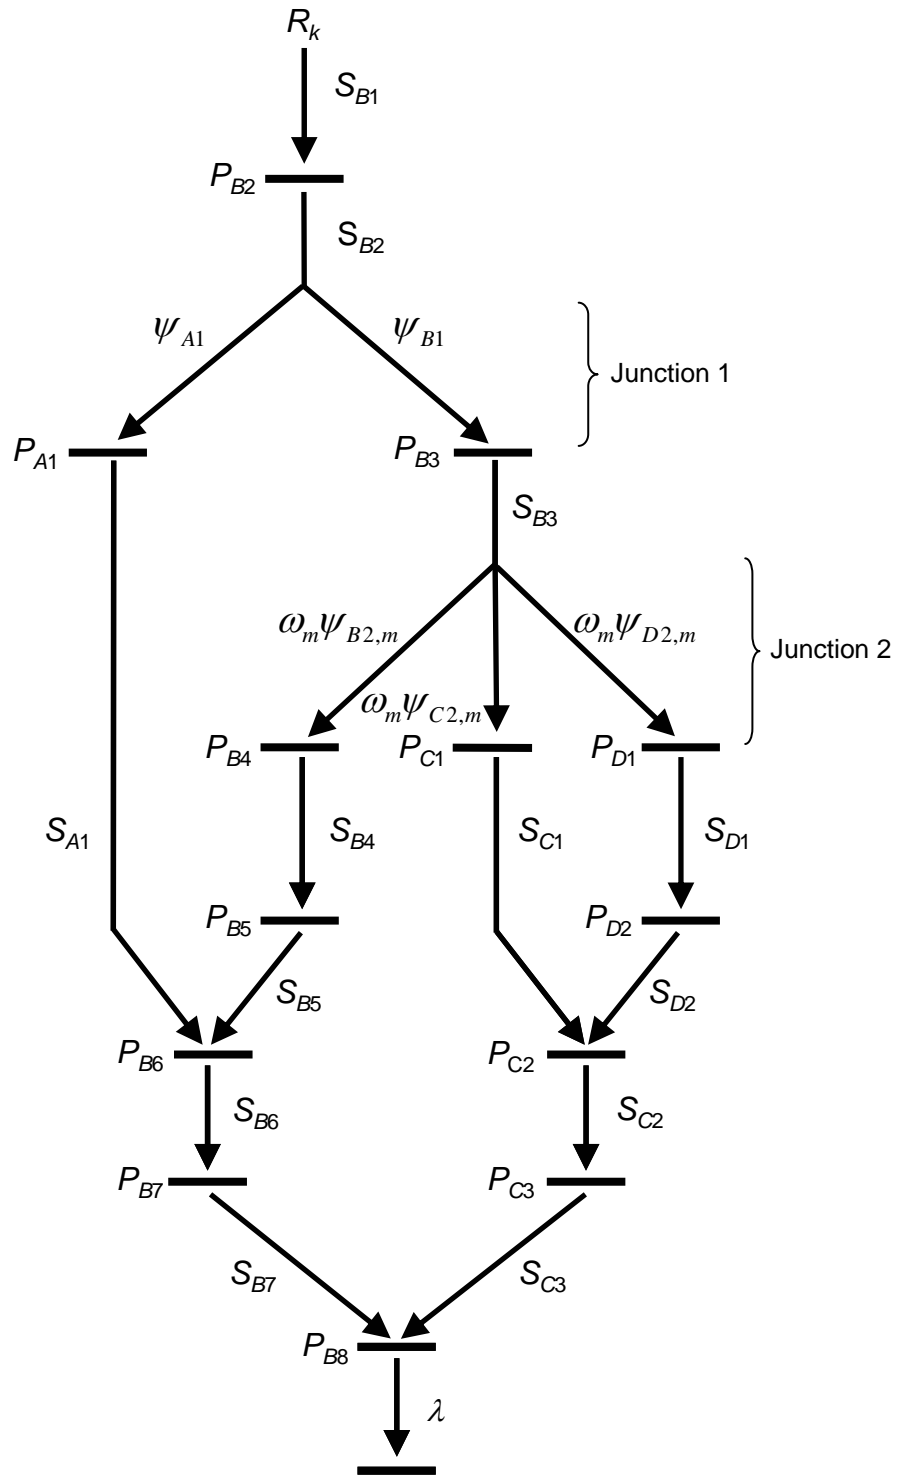 R_k
S_B1
P_B2
S_B2
ψ_A1
ψ_B1
Junction 1
P_A1
P_B3
S_B3
ω_m ψ_B2,m
ω_m ψ_D2,m
Junction 2
ω_m ψ_C2,m
P_B4
P_C1
P_D1
S_A1
S_B4
S_C1
S_D1
P_B5
P_D2
S_B5
S_D2
P_B6
P_C2
S_B6
S_C2
P_B7
P_C3
S_B7
S_C3
P_B8
λ